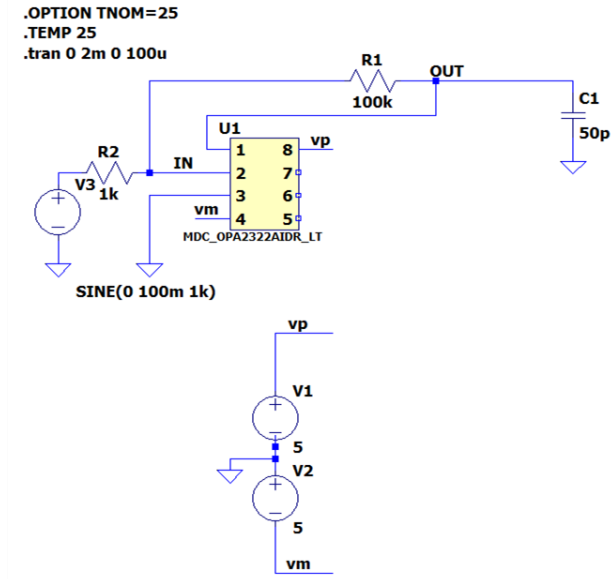 .OPTION TNOM=25
.TEMP 25
.tran 0 2m 0 100u
R1
100k
OUT
C1
50p
U1
1 8 vp
R2
1k
IN
2 7
V3
3 6
vm
4 5
MDC_OPA2322AIDR_LT
SINE(0 100m 1k)
vp
V1
5
V2
5
vm